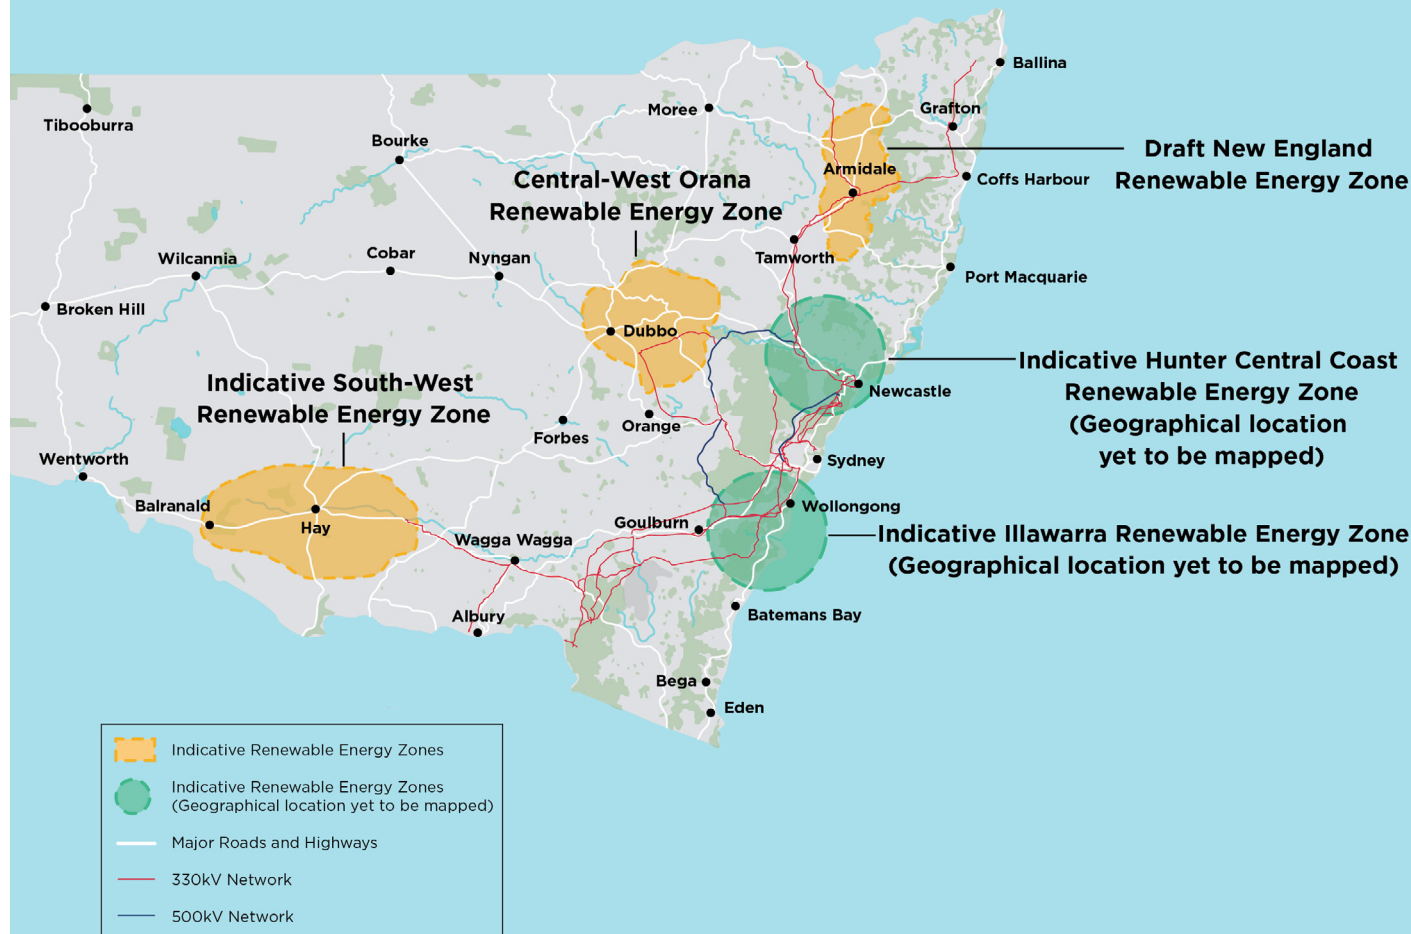 Ballina
Grafton
Moree
Tibooburra
Bourke
Draft New England
Renewable Energy Zone
Armidale
Coffs Harbour
Central-West Orana
Renewable Energy Zone
Tamworth
Wilcannia
Cobar
Nyngan
Port Macquarie
Broken Hill
Dubbo
Indicative Hunter Central Coast
Renewable Energy Zone
(Geographical location
yet to be mapped)
Newcastle
Indicative South-West
Renewable Energy Zone
Orange
Forbes
Wentworth
Sydney
Balranald
Hay
Wollongong
Goulburn
Wagga Wagga
Indicative Illawarra Renewable Energy Zone
(Geographical location yet to be mapped)
Albury
Batemans Bay
Bega
Eden
Indicative Renewable Energy Zones
Indicative Renewable Energy Zones
(Geographical location yet to be mapped)
Major Roads and Highways
330kV Network
500kV Network